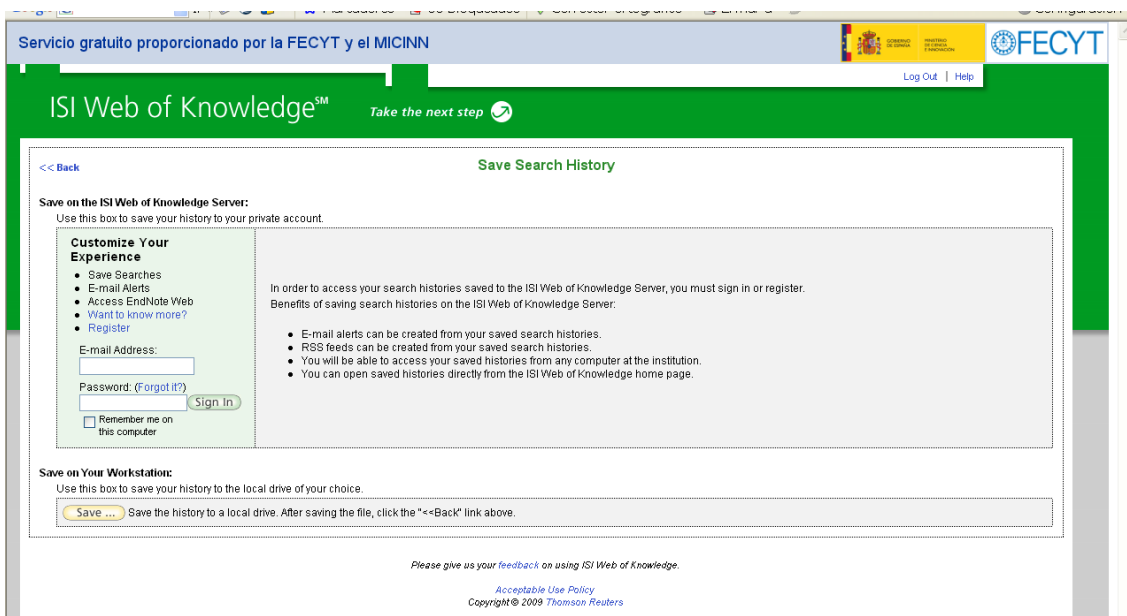 Servicio gratuito proporcionado por la FECYT y el MICINN
GOBIERNO DE ESPAÑA
MINISTERIO DE CIENCIA E INNOVACIÓN
FECYT
Log Out | Help
ISI Web of Knowledge℠
Take the next step
<< Back
Save Search History
Save on the ISI Web of Knowledge Server:
Use this box to save your history to your private account.
Customize Your
Experience
● Save Searches
● E-mail Alerts
● Access EndNote Web
● Want to know more?
● Register
E-mail Address:
Password: (Forgot it?)
Sign In
Remember me on
this computer
In order to access your search histories saved to the ISI Web of Knowledge Server, you must sign in or register.
Benefits of saving search histories on the ISI Web of Knowledge Server:
● E-mail alerts can be created from your saved search histories.
● RSS feeds can be created from your saved search histories.
● You will be able to access your saved histories from any computer at the institution.
● You can open saved histories directly from the ISI Web of Knowledge home page.
Save on Your Workstation:
Use this box to save your history to the local drive of your choice.
Save ... Save the history to a local drive. After saving the file, click the "<<Back" link above.
Please give us your feedback on using ISI Web of Knowledge.
Acceptable Use Policy
Copyright © 2009 Thomson Reuters